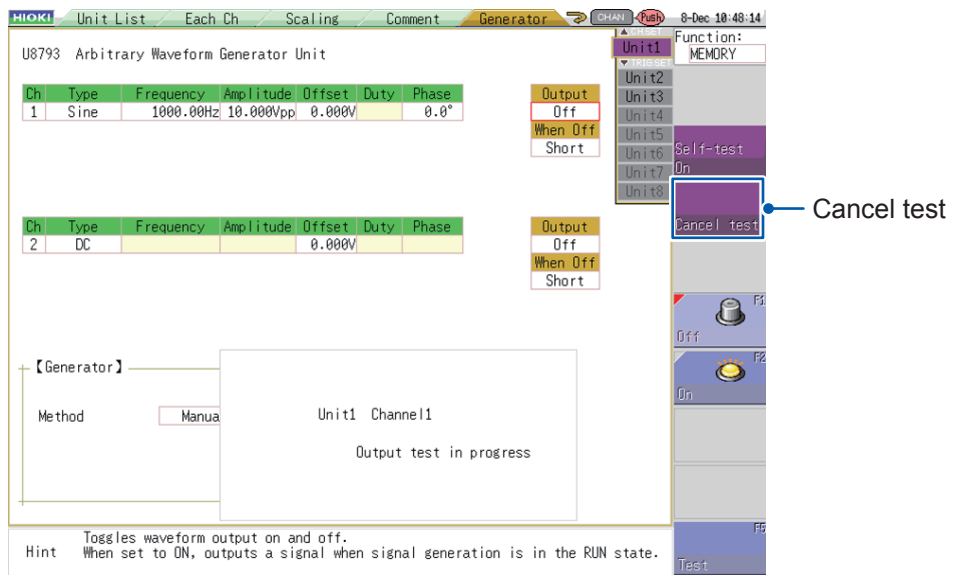 HIOKI Unit List Each Ch Scaling Comment Generator CHAN Push 8-Dec 10:48:14
U8793 Arbitrary Waveform Generator Unit
Ch Type Frequency Amplitude Offset Duty Phase
1 Sine 1000.00Hz 10.000Vpp 0.000V 0.0°
Output
Off
When Off
Short
Ch Type Frequency Amplitude Offset Duty Phase
2 DC 0.000V
Output
Off
When Off
Short
【Generator】
Method Manua
Unit1 Channel1
Output test in progress
▲ CH.SET
Unit1
▼ TRIG.SET
Unit2
Unit3
Unit4
Unit5
Unit6
Unit7
Unit8
Function:
MEMORY
Self-test
On
Cancel test
Cancel test
F1
Off
F2
On
F5
Test
Hint Toggles waveform output on and off.
When set to ON, outputs a signal when signal generation is in the RUN state.